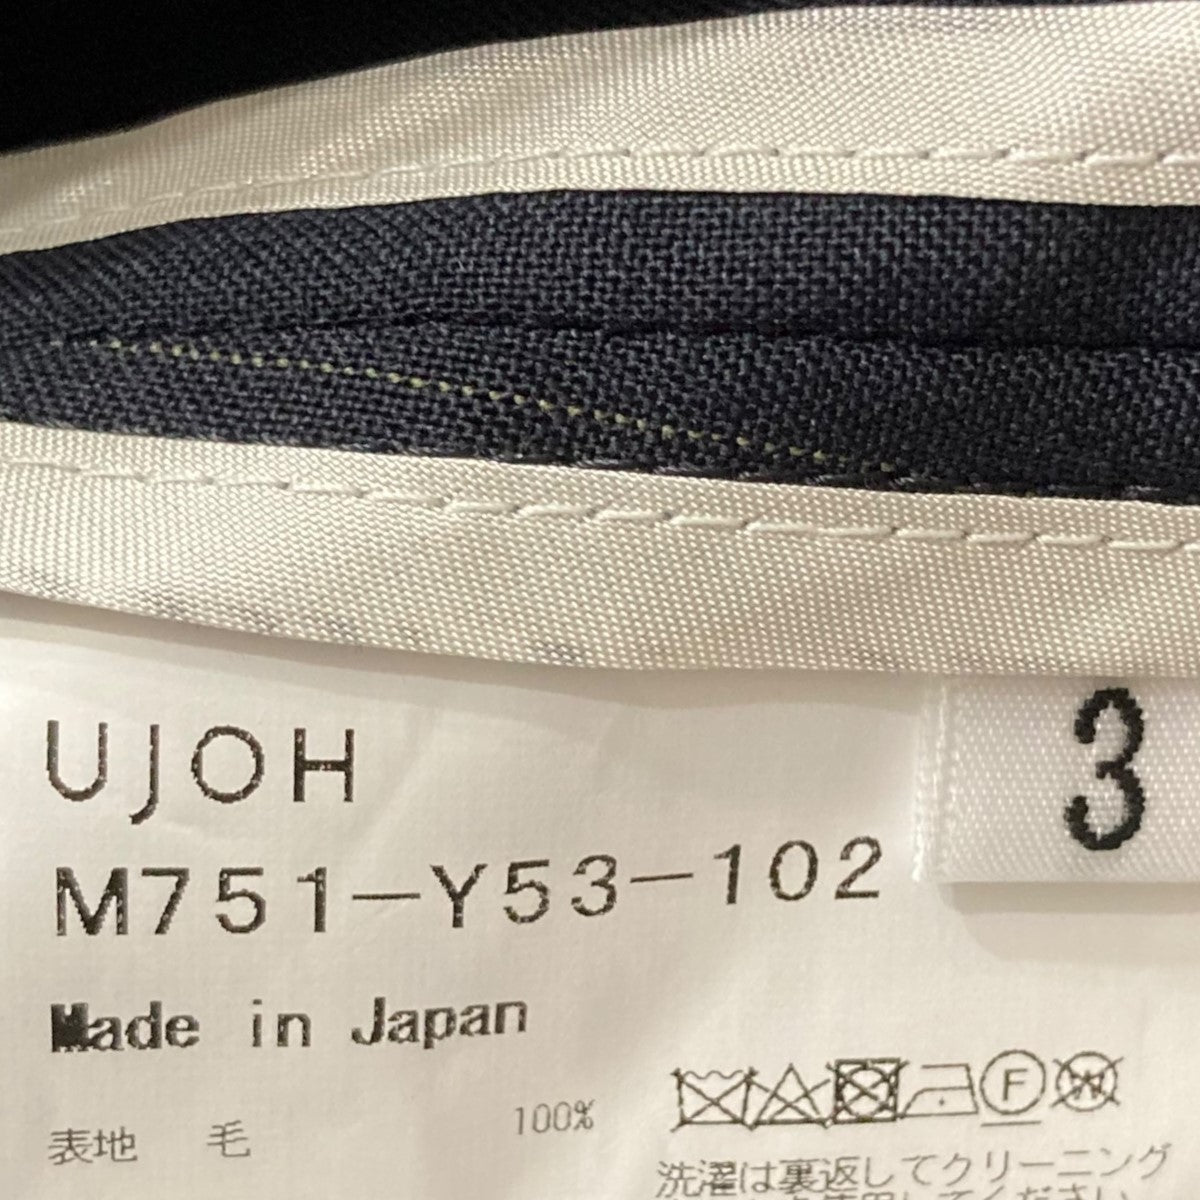 UJOH
3
M751-Y53-102
Made in Japan
F W
表地 毛 100%
洗濯は裏返してクリーニング